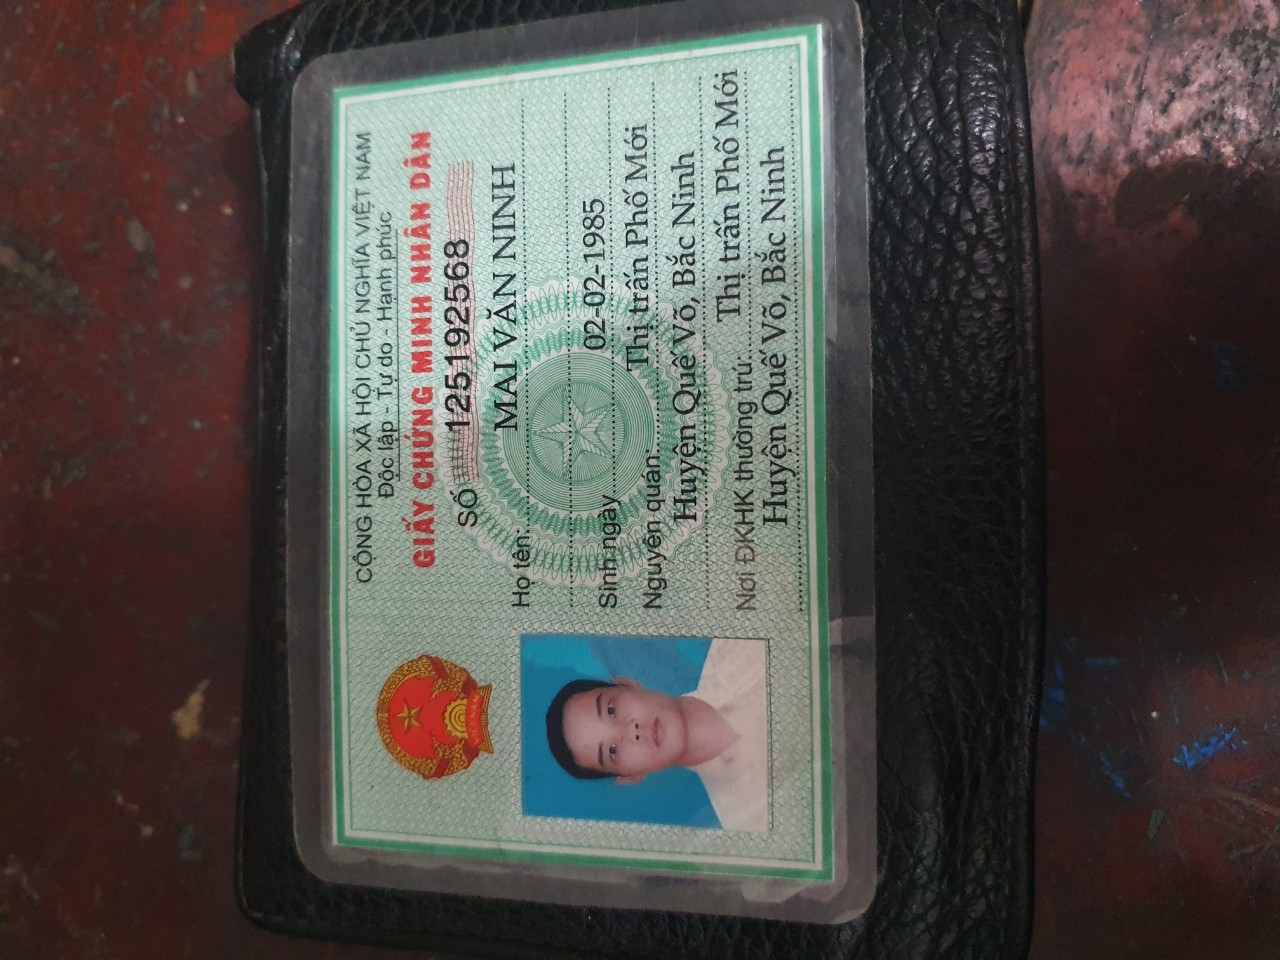 CỘNG HÒA XÃ HỘI CHỦ NGHĨA VIỆT NAM
Độc lập - Tự do - Hạnh phúc
GIẤY CHỨNG MINH NHÂN DÂN
SỐ 125192568
Họ tên: MAI VĂN NINH
Sinh ngày 02-02-1985
Nguyên quán: Thị trấn Phố Mới
Huyện Quế Võ, Bắc Ninh
Nơi ĐKHK thường trú: Thị trấn Phố Mới
Huyện Quế Võ, Bắc Ninh
VIỆT NAM